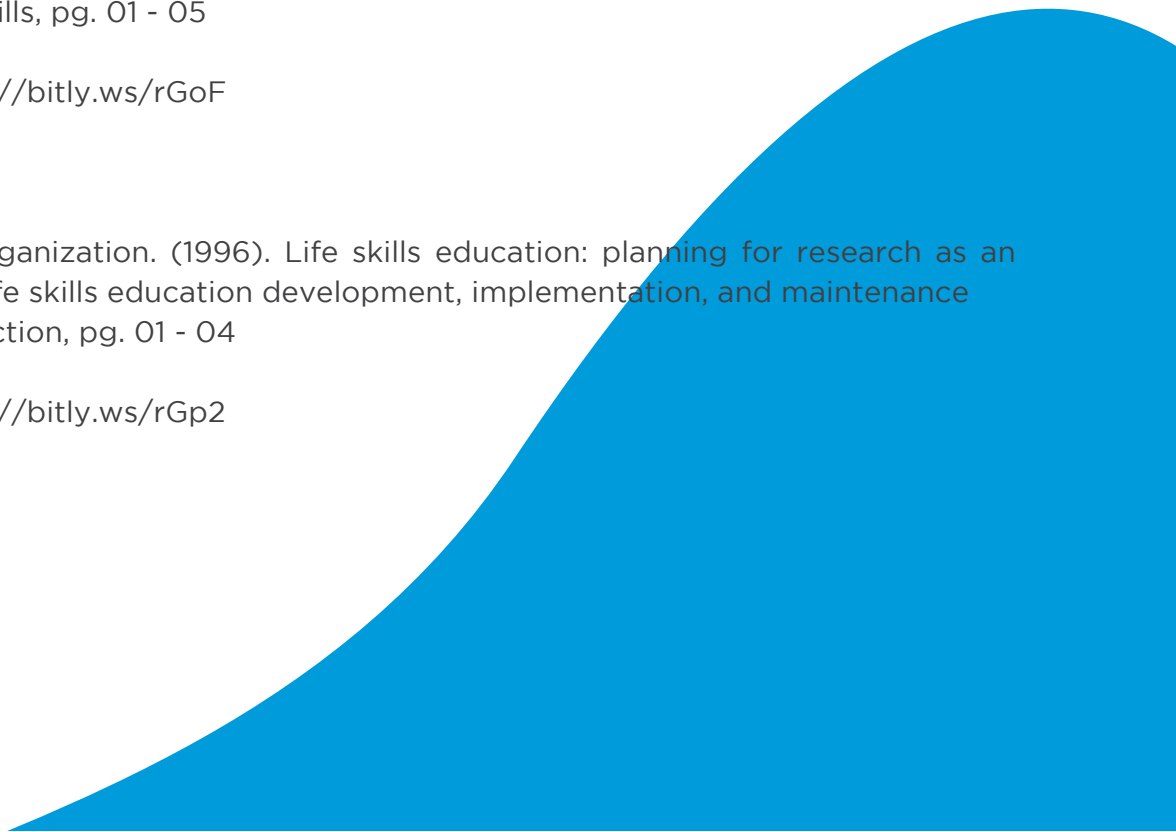 ills, pg. 01 - 05
//bitly.ws/rGoF
ganization. (1996). Life skills education: planning for research as an
fe skills education development, implementation, and maintenance
ction, pg. 01 - 04
//bitly.ws/rGp2